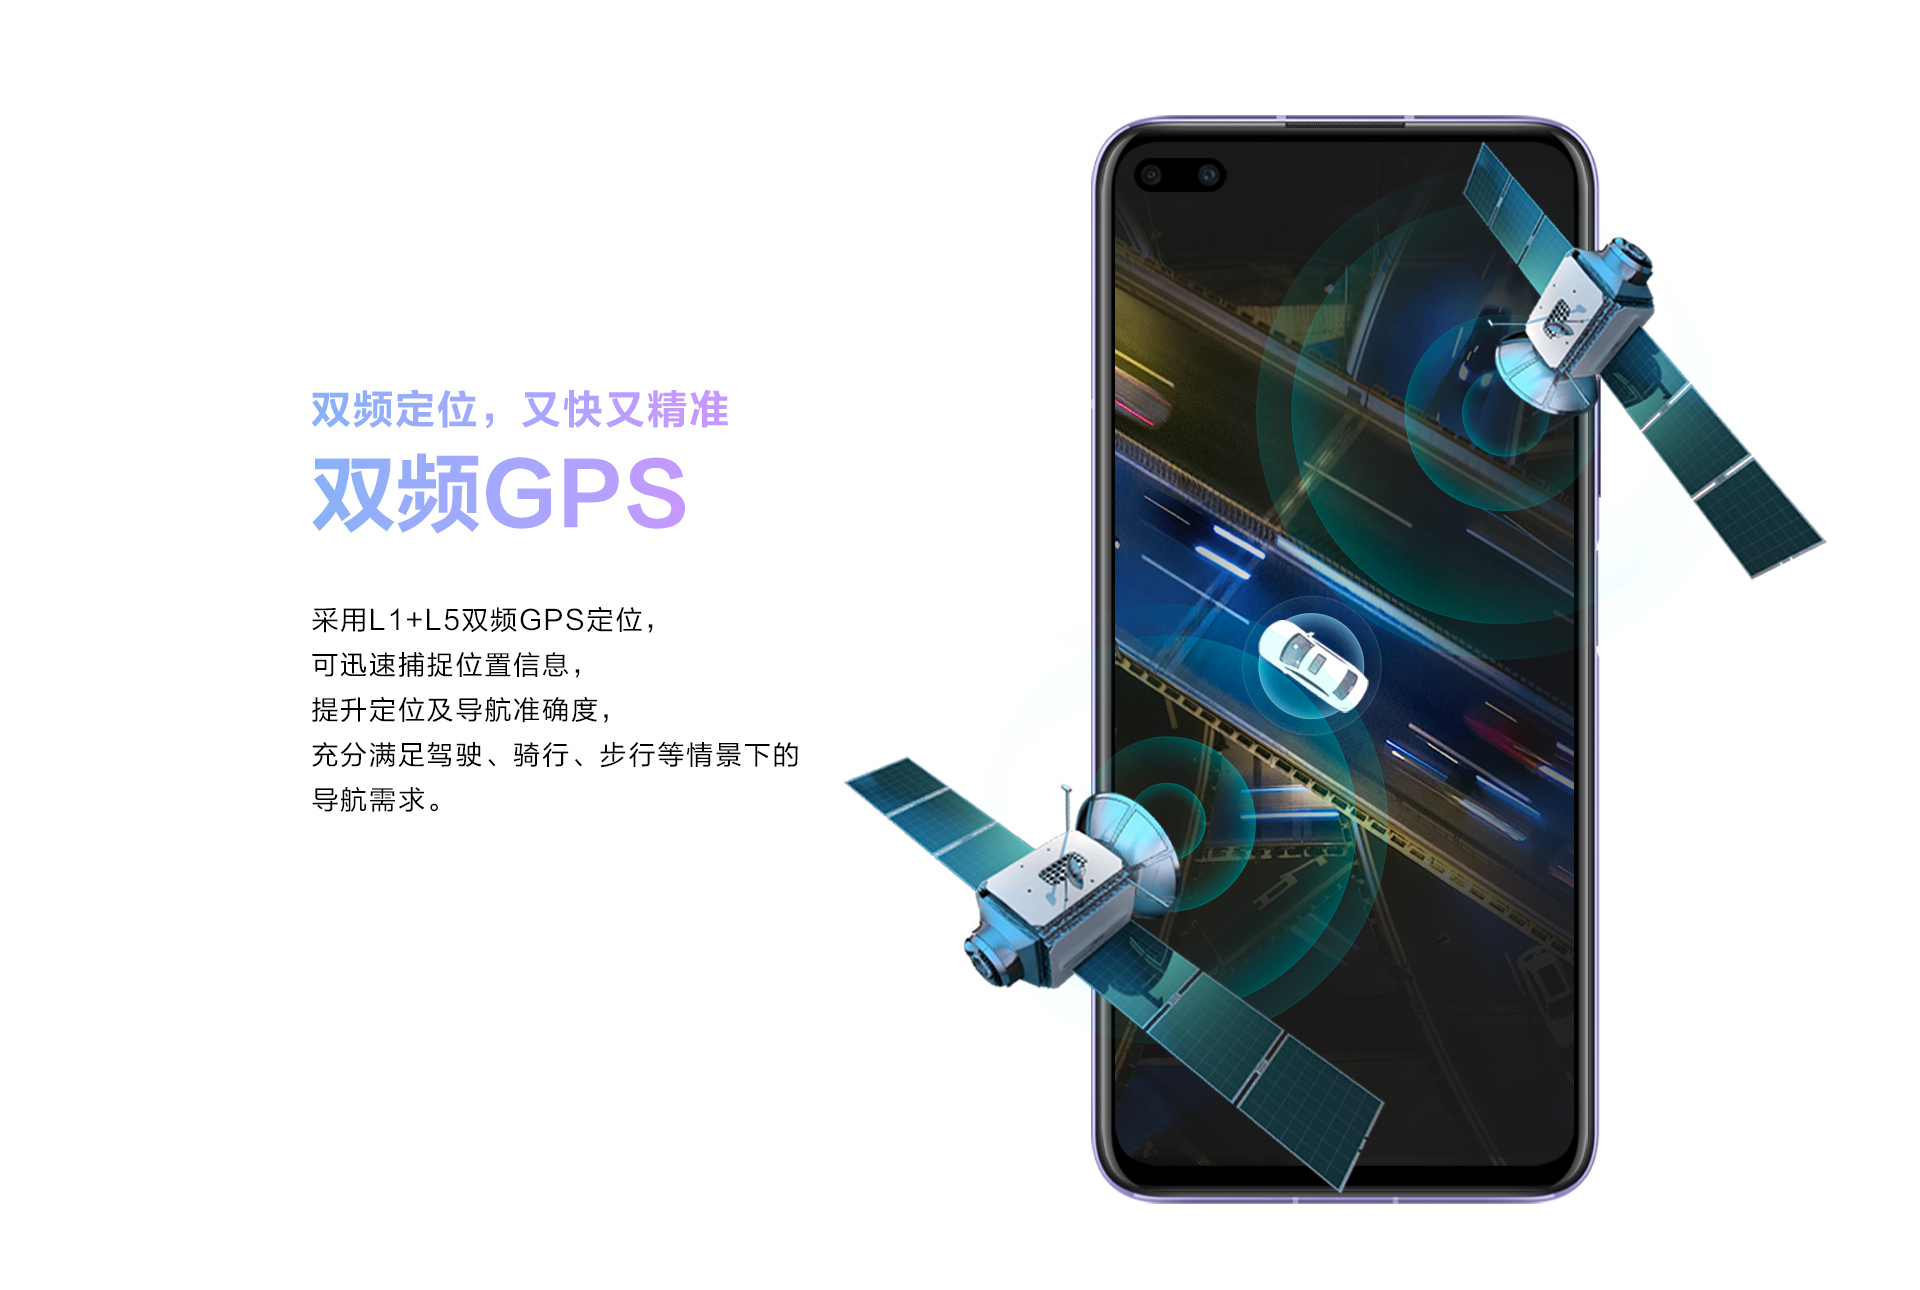 双频定位，又快又精准
双频GPS
采用L1+L5双频GPS定位，
可迅速捕捉位置信息，
提升定位及导航准确度，
充分满足驾驶、骑行、步行等情景下的
导航需求。